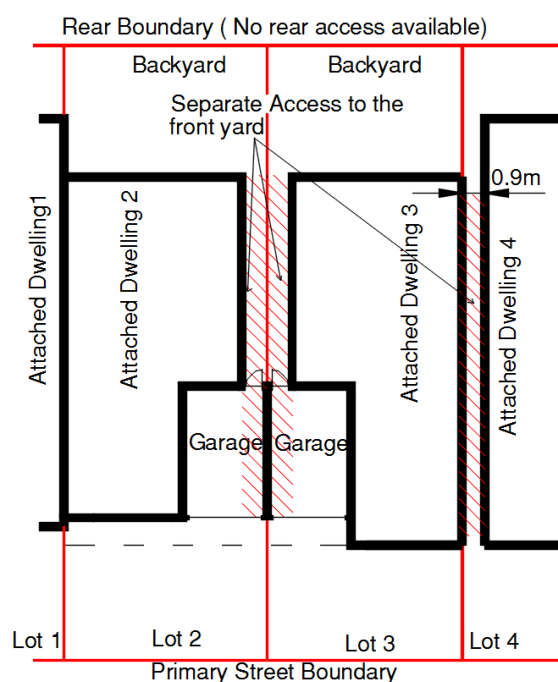 Rear Boundary ( No rear access available)
Backyard
Backyard
Separate Access to the
front yard
0.9m
Attached Dwelling1
Attached Dwelling 2
Attached Dwelling 3
Attached Dwelling 4
Garage
Garage
Lot 1
Lot 2
Lot 3
Lot 4
Primary Street Boundary